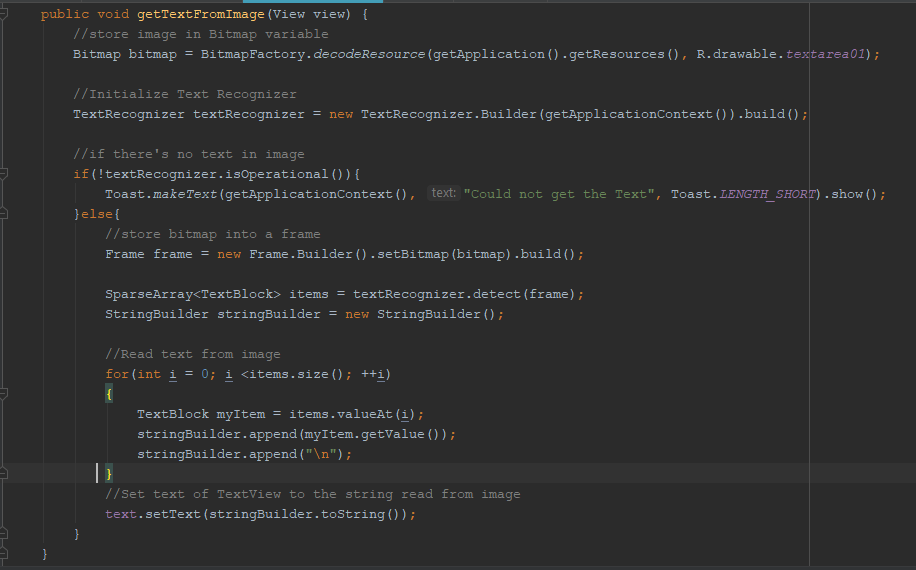 public void getTextFromImage(View view) {
//store image in Bitmap variable
Bitmap bitmap = BitmapFactory.decodeResource(getApplication().getResources(), R.drawable.textarea01);
//Initialize Text Recognizer
TextRecognizer textRecognizer = new TextRecognizer.Builder(getApplicationContext()).build();
//if there's no text in image
if(!textRecognizer.isOperational()){
Toast.makeText(getApplicationContext(), text: "Could not get the Text", Toast.LENGTH_SHORT).show();
}else{
//store bitmap into a frame
Frame frame = new Frame.Builder().setBitmap(bitmap).build();
SparseArray<TextBlock> items = textRecognizer.detect(frame);
StringBuilder stringBuilder = new StringBuilder();
//Read text from image
for(int i = 0; i <items.size(); ++i)
{
TextBlock myItem = items.valueAt(i);
stringBuilder.append(myItem.getValue());
stringBuilder.append("\n");
}
//Set text of TextView to the string read from image
text.setText(stringBuilder.toString());
}
}